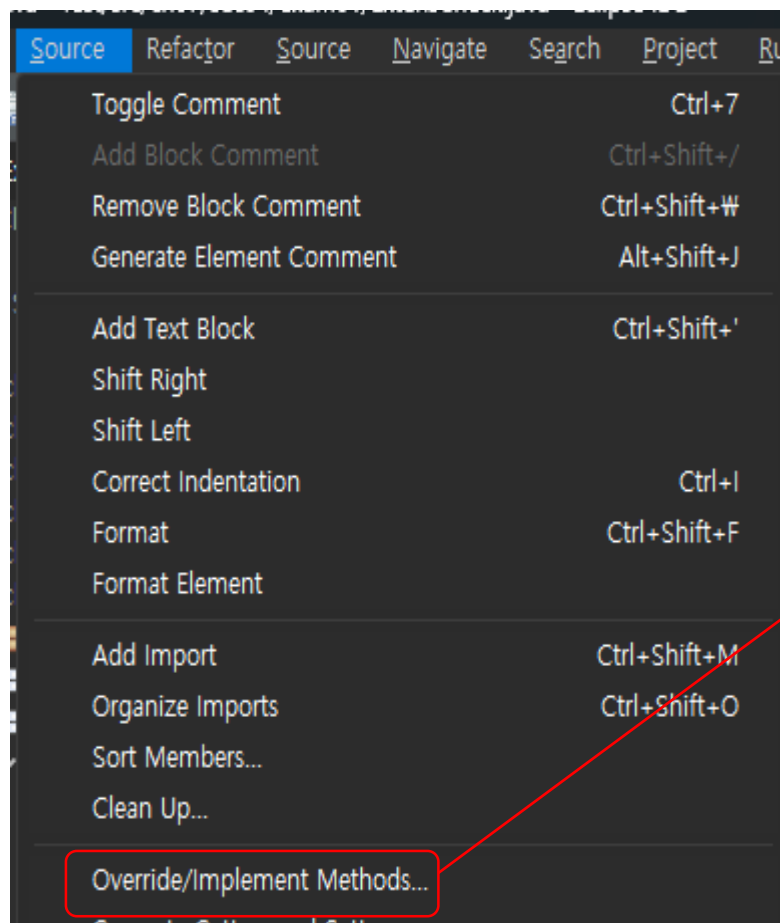 Source Refactor Source Navigate Search Project
Toggle Comment Ctrl+7
Add Block Comment Ctrl+Shift+/
Remove Block Comment Ctrl+Shift+₩
Generate Element Comment Alt+Shift+J
Add Text Block Ctrl+Shift+'
Shift Right
Shift Left
Correct Indentation Ctrl+I
Format Ctrl+Shift+F
Format Element
Add Import Ctrl+Shift+M
Organize Imports Ctrl+Shift+O
Sort Members...
Clean Up...
Override/Implement Methods...